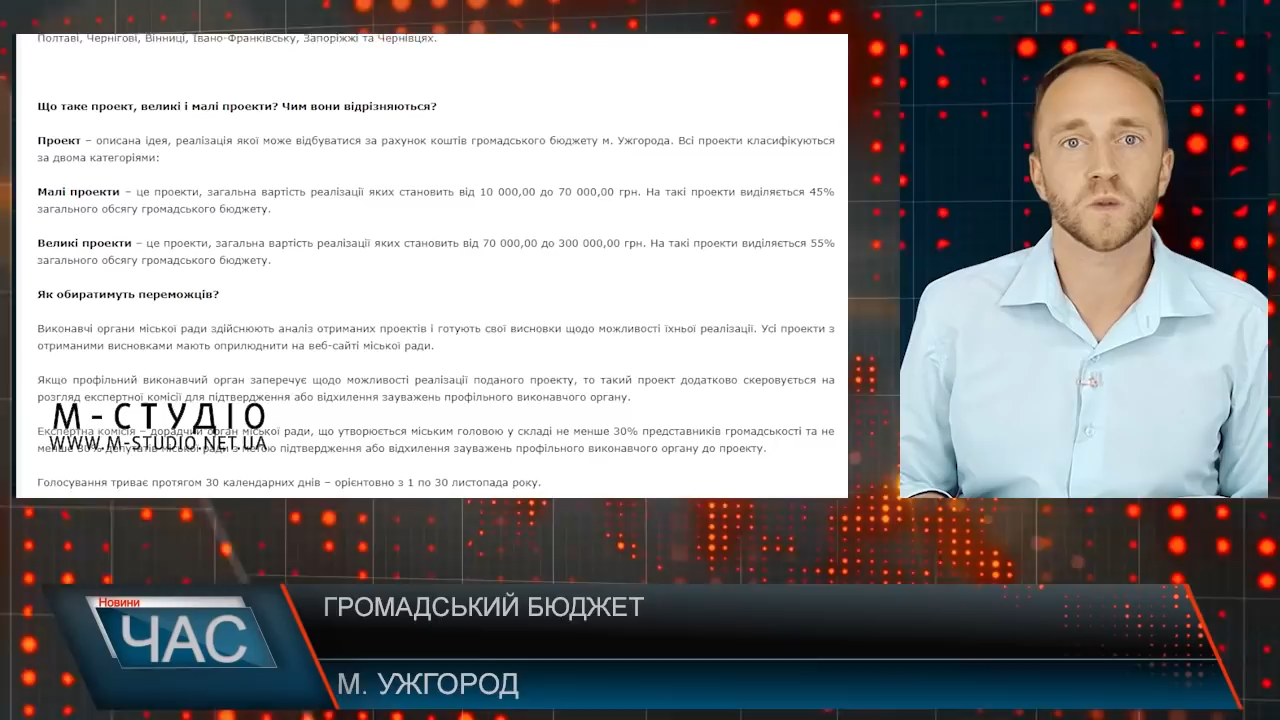 Полтаві, Чернігові, Вінниці, Івано-Франківську, Запоріжжі та Чернівцях.
Що таке проект, великі і малі проекти? Чим вони відрізняються?
Проект – описана ідея, реалізація якої може відбуватися за рахунок коштів громадського бюджету м. Ужгорода. Всі проекти класифікуються
за двома категоріями:
Малі проекти – це проекти, загальна вартість реалізації яких становить від 10 000,00 до 70 000,00 грн. На такі проекти виділяється 45%
загального обсягу громадського бюджету.
Великі проекти – це проекти, загальна вартість реалізації яких становить від 70 000,00 до 300 000,00 грн. На такі проекти виділяється 55%
загального обсягу громадського бюджету.
Як обиратимуть переможців?
Виконавчі органи міської ради здійснюють аналіз отриманих проектів і готують свої висновки щодо можливості їхньої реалізації. Усі проекти з
отриманими висновками мають оприлюднити на веб-сайті міської ради.
Якщо профільний виконавчий орган заперечує щодо можливості реалізації поданого проекту, то такий проект додатково скеровується на
розгляд експертної комісії для підтвердження або відхилення зауважень профільного виконавчого органу.
М-СТУДІО
Експертна комісія – дорадчий орган міської ради, що утворюється міським головою у складі не менше 30% представників громадськості та не
WWW.M-STUDIO.NET.UA
менше 30% депутатів міської ради з метою підтвердження або відхилення зауважень профільного виконавчого органу до проекту.
Голосування триває протягом 30 календарних днів – орієнтовно з 1 по 30 листопада року.
Новини
ЧАС
ГРОМАДСЬКИЙ БЮДЖЕТ
М. УЖГОРОД